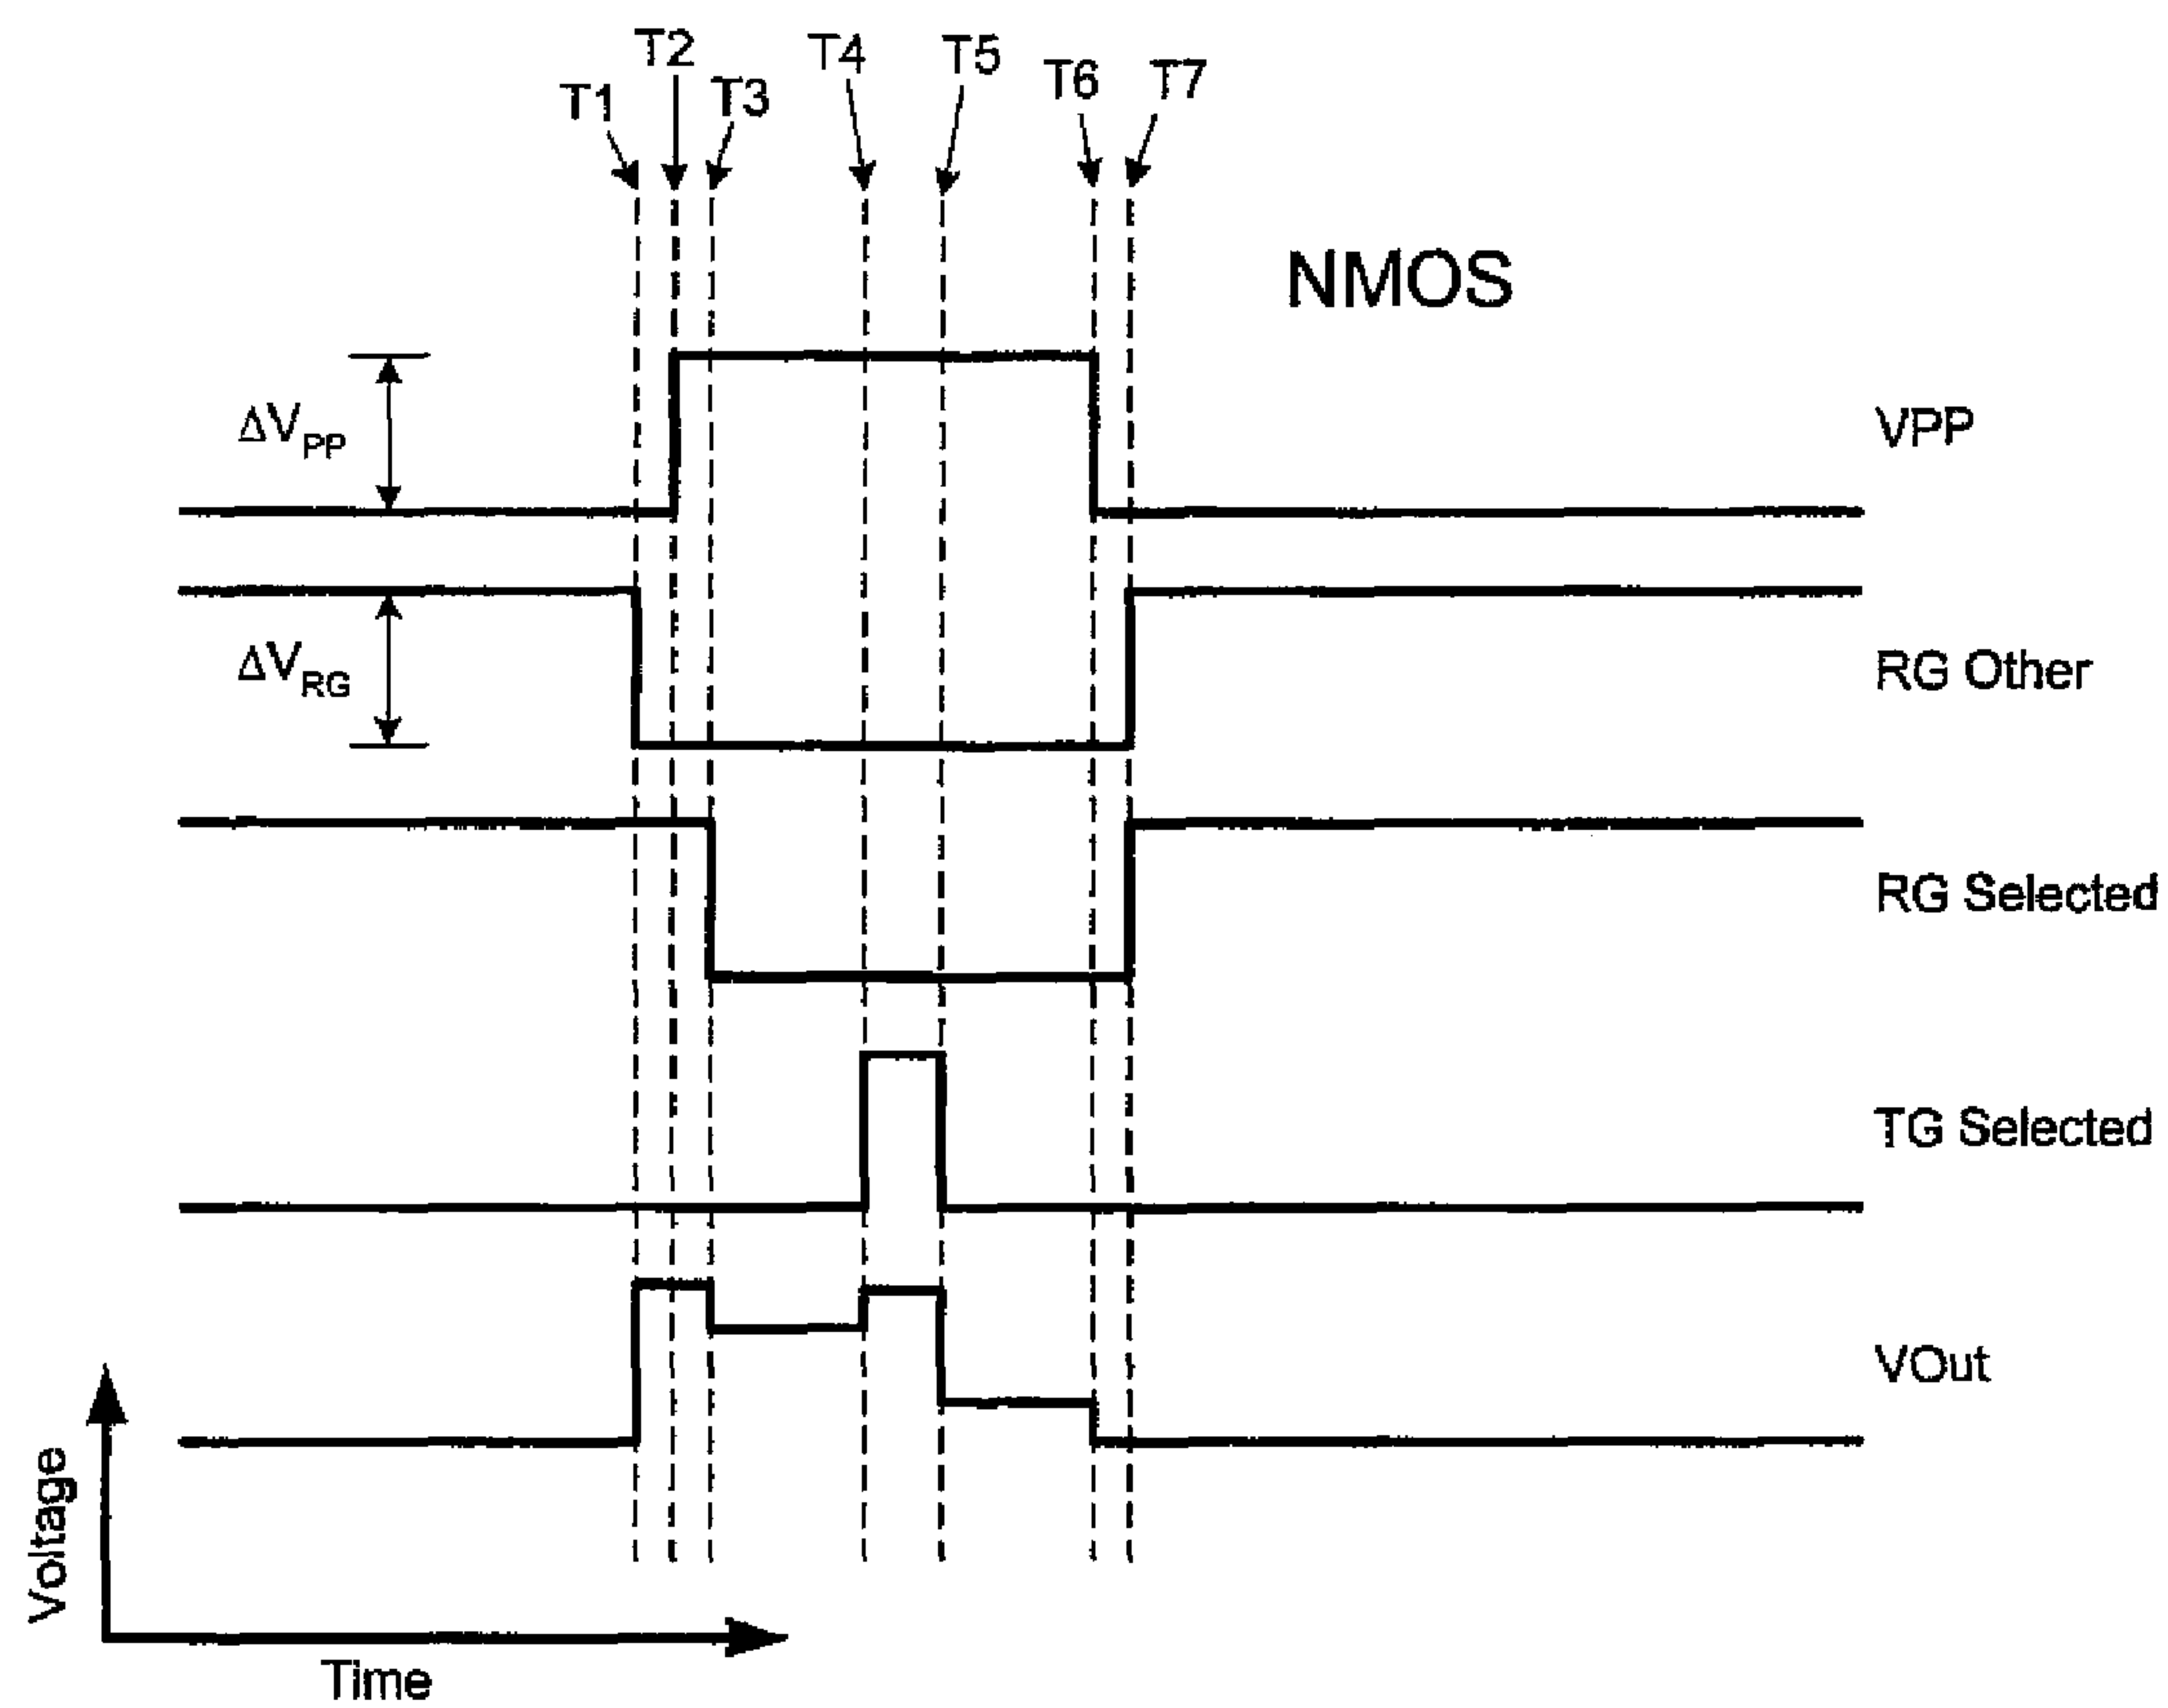 T1
T2
T3
T4
T5
T6
T7
NMOS
ΔVPP
VPP
ΔVRG
RG Other
RG Selected
TG Selected
VOut
Voltage
Time